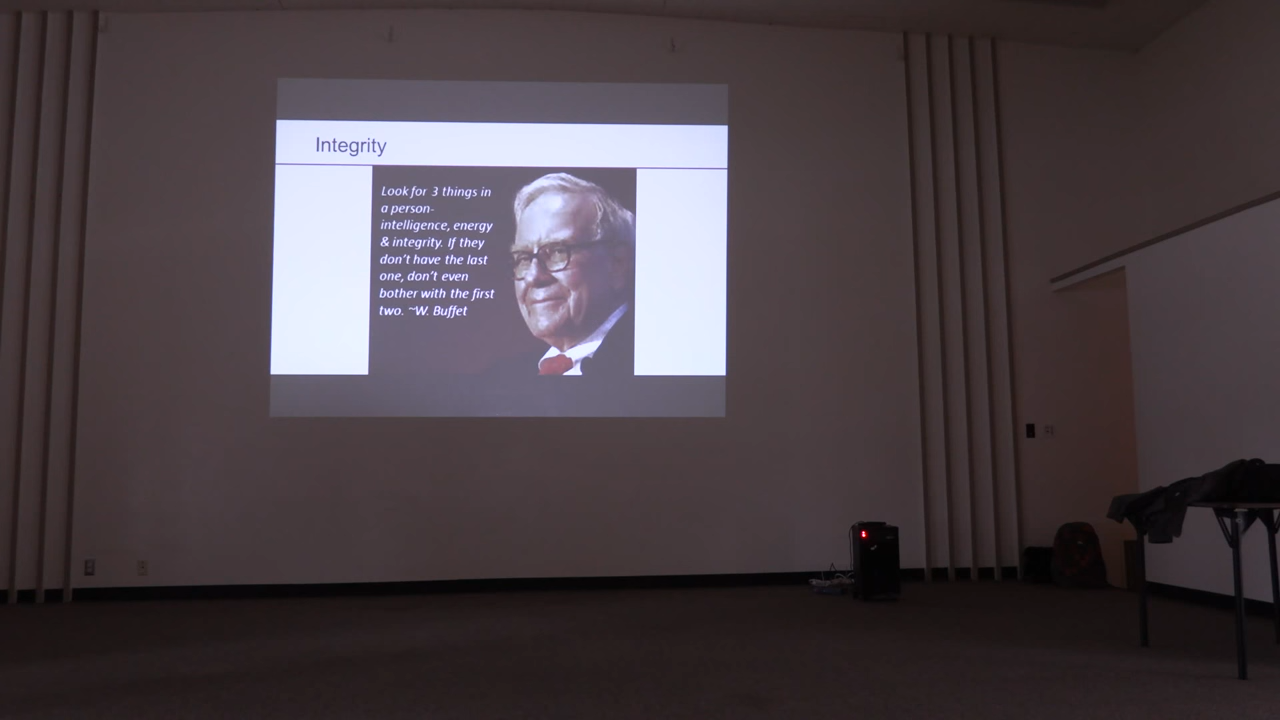 Integrity
Look for 3 things in
a person-
intelligence, energy
& integrity. If they
don't have the last
one, don't even
bother with the first
two. ~W. Buffet